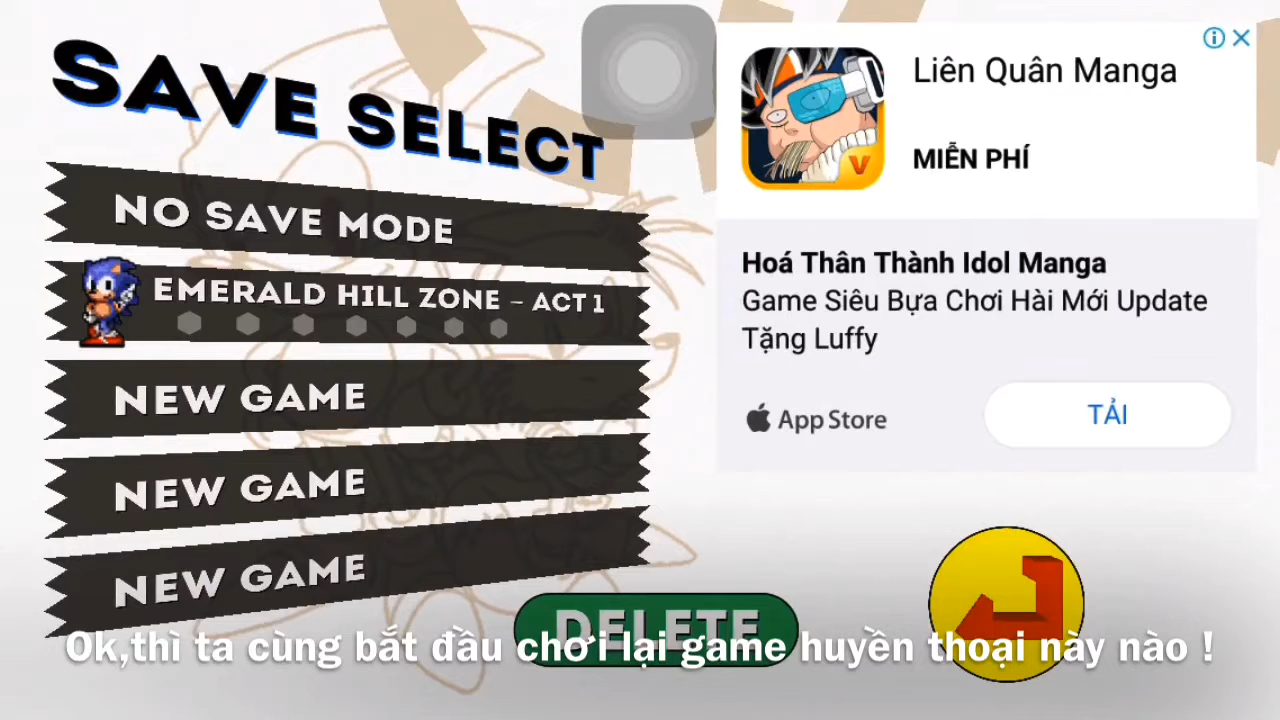 SAVE SELECT
NO SAVE MODE
EMERALD HILL ZONE – ACT 1
NEW GAME
NEW GAME
NEW GAME
DELETE
Liên Quân Manga
MIỄN PHÍ
V
Hoá Thân Thành Idol Manga
Game Siêu Bựa Chơi Hài Mới Update
Tặng Luffy
App Store
TẢI
Ok,thì ta cùng bắt đầu chơi lại game huyền thoại này nào !